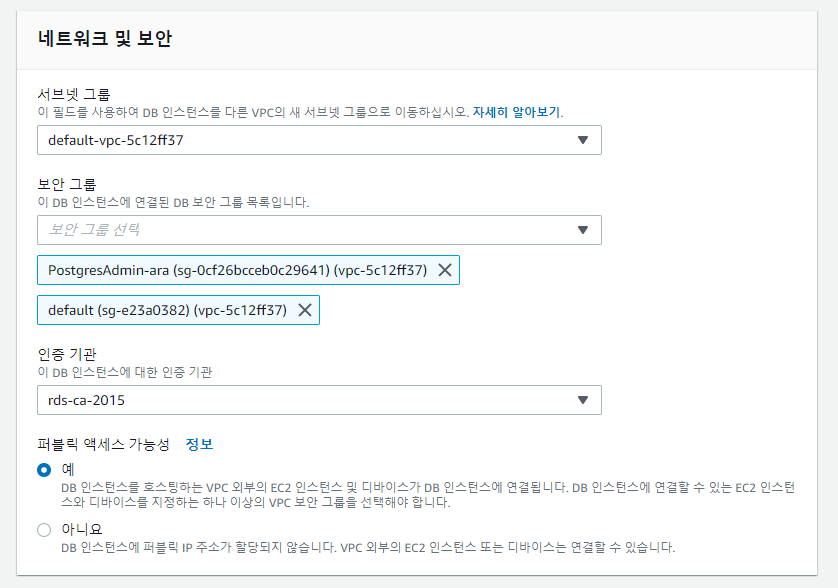 네트워크 및 보안
서브넷 그룹
이 필드를 사용하여 DB 인스턴스를 다른 VPC의 새 서브넷 그룹으로 이동하십시오. 자세히 알아보기.
default-vpc-5c12ff37
보안 그룹
이 DB 인스턴스에 연결된 DB 보안 그룹 목록입니다.
보안 그룹 선택
PostgresAdmin-ara (sg-0cf26bcceb0c29641) (vpc-5c12ff37)
default (sg-e23a0382) (vpc-5c12ff37)
인증 기관
이 DB 인스턴스에 대한 인증 기관
rds-ca-2015
퍼블릭 액세스 가능성 정보
예
DB 인스턴스를 호스팅하는 VPC 외부의 EC2 인스턴스 및 디바이스가 DB 인스턴스에 연결됩니다. DB 인스턴스에 연결할 수 있는 EC2 인스턴
스와 디바이스를 지정하는 하나 이상의 VPC 보안 그룹을 선택해야 합니다.
아니요
DB 인스턴스에 퍼블릭 IP 주소가 할당되지 않습니다. VPC 외부의 EC2 인스턴스 또는 디바이스는 연결할 수 있습니다.